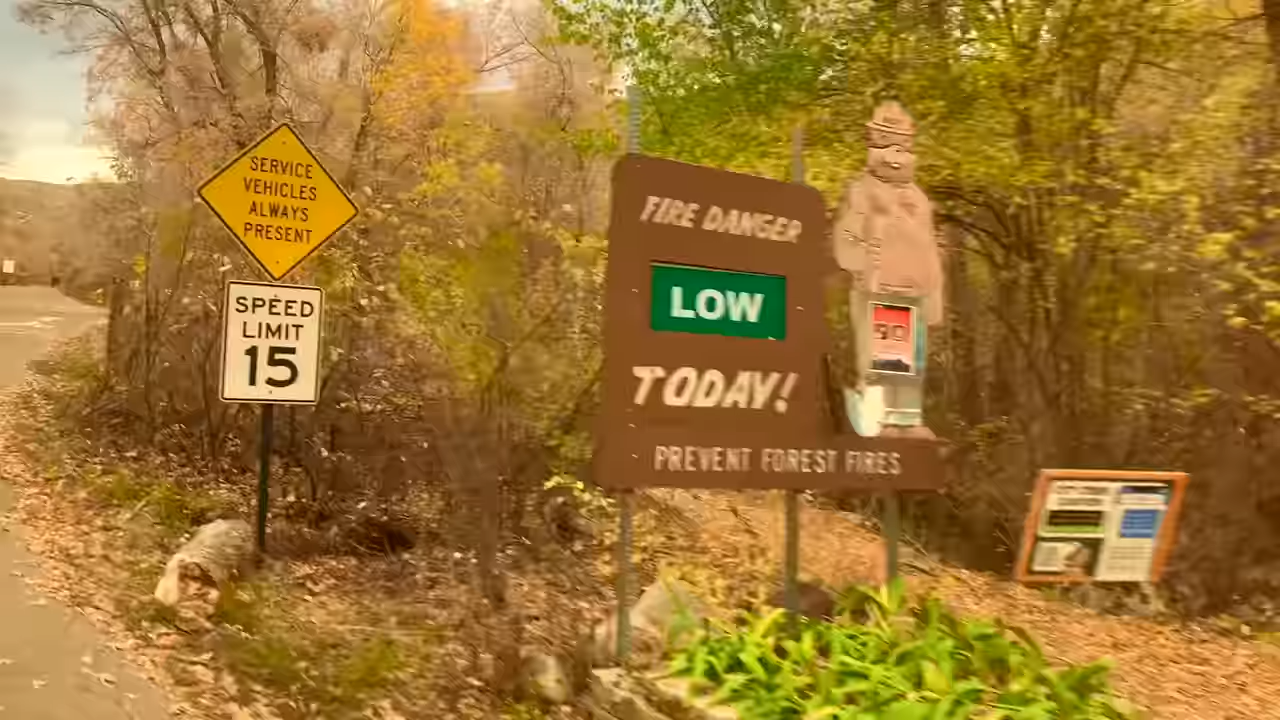 SERVICE
VEHICLES
ALWAYS
PRESENT
SPEED
LIMIT
15
FIRE DANGER
LOW
TODAY!
PREVENT FOREST FIRES